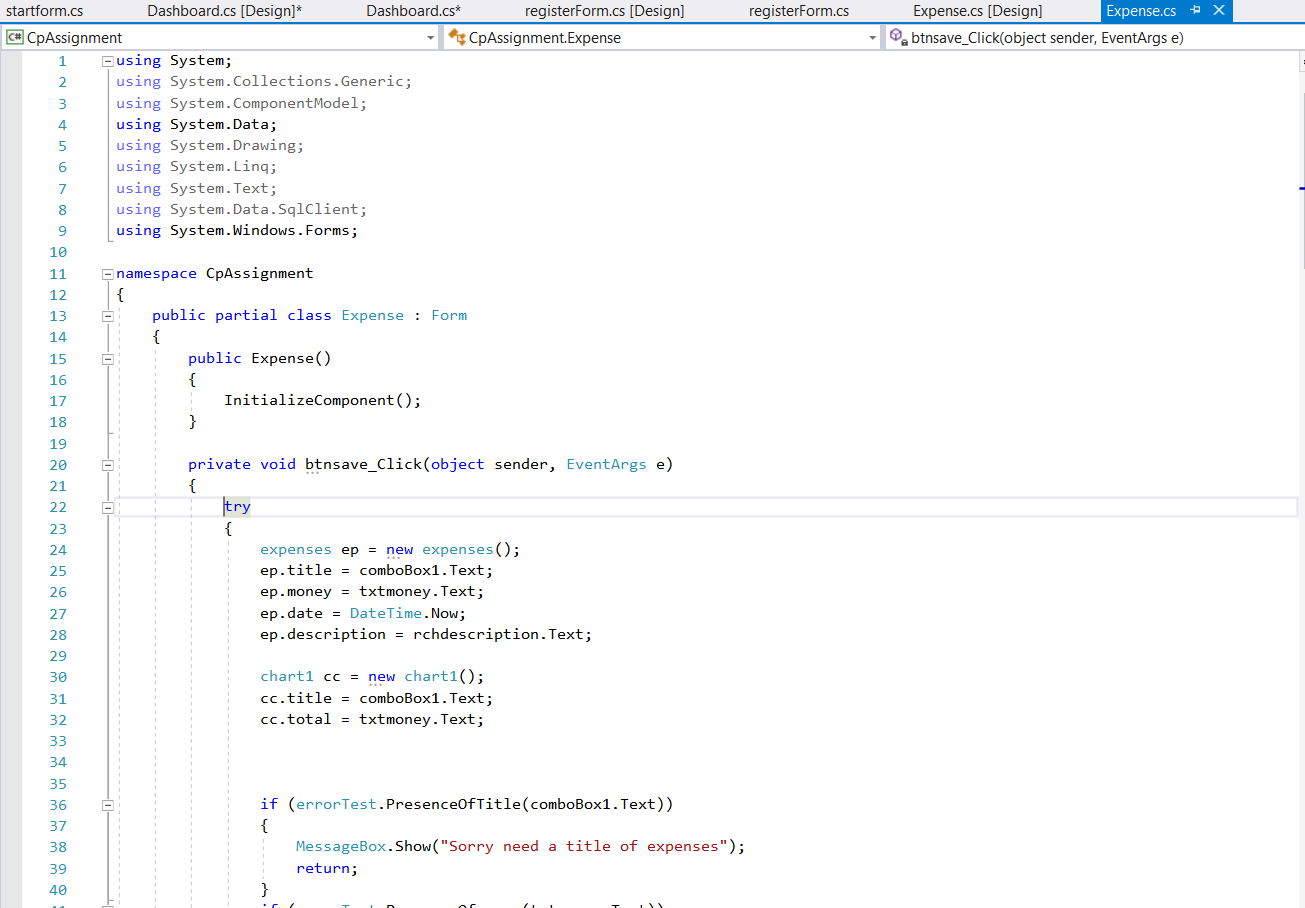 startform.cs Dashboard.cs [Design]* Dashboard.cs* registerForm.cs [Design] registerForm.cs Expense.cs [Design] Expense.cs
C# CpAssignment CpAssignment.Expense btnsave_Click(object sender, EventArgs e)
1 using System;
2 using System.Collections.Generic;
3 using System.ComponentModel;
4 using System.Data;
5 using System.Drawing;
6 using System.Linq;
7 using System.Text;
8 using System.Data.SqlClient;
9 using System.Windows.Forms;
10
11 namespace CpAssignment
12 {
13 public partial class Expense : Form
14 {
15 public Expense()
16 {
17 InitializeComponent();
18 }
19
20 private void btnsave_Click(object sender, EventArgs e)
21 {
22 try
23 {
24 expenses ep = new expenses();
25 ep.title = comboBox1.Text;
26 ep.money = txtmoney.Text;
27 ep.date = DateTime.Now;
28 ep.description = rchdescription.Text;
29
30 chart1 cc = new chart1();
31 cc.title = comboBox1.Text;
32 cc.total = txtmoney.Text;
33
34
35
36 if (errorTest.PresenceOfTitle(comboBox1.Text))
37 {
38 MessageBox.Show("Sorry need a title of expenses");
39 return;
40 }